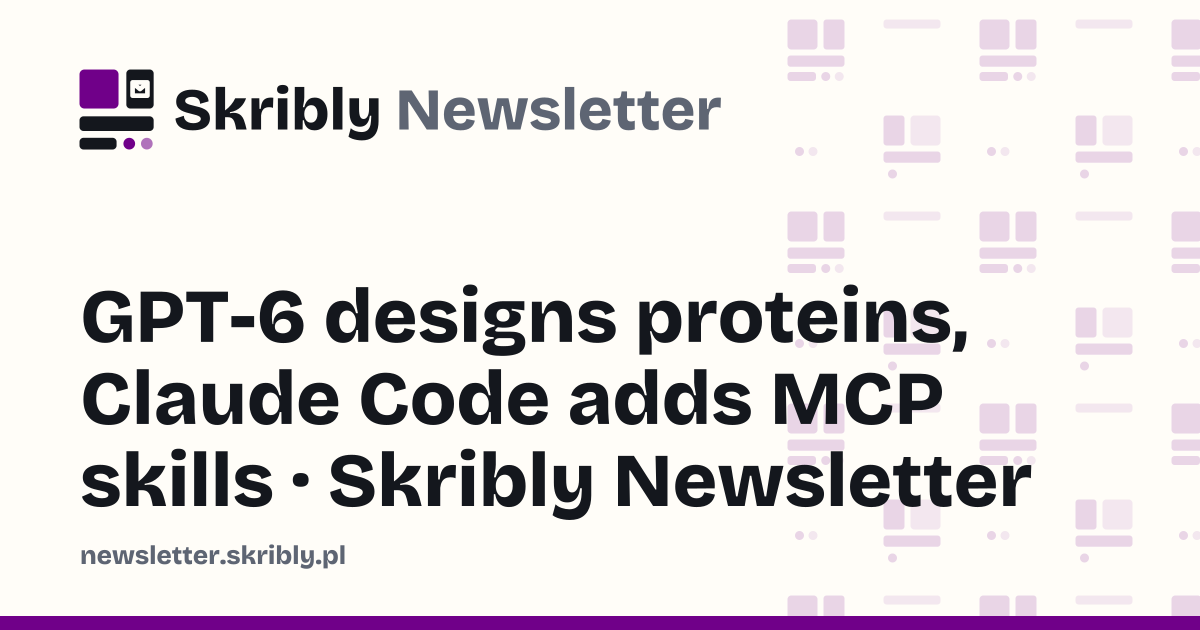 Skribly Newsletter
GPT-6 designs proteins,
Claude Code adds MCP
skills · Skribly Newsletter
newsletter.skribly.pl